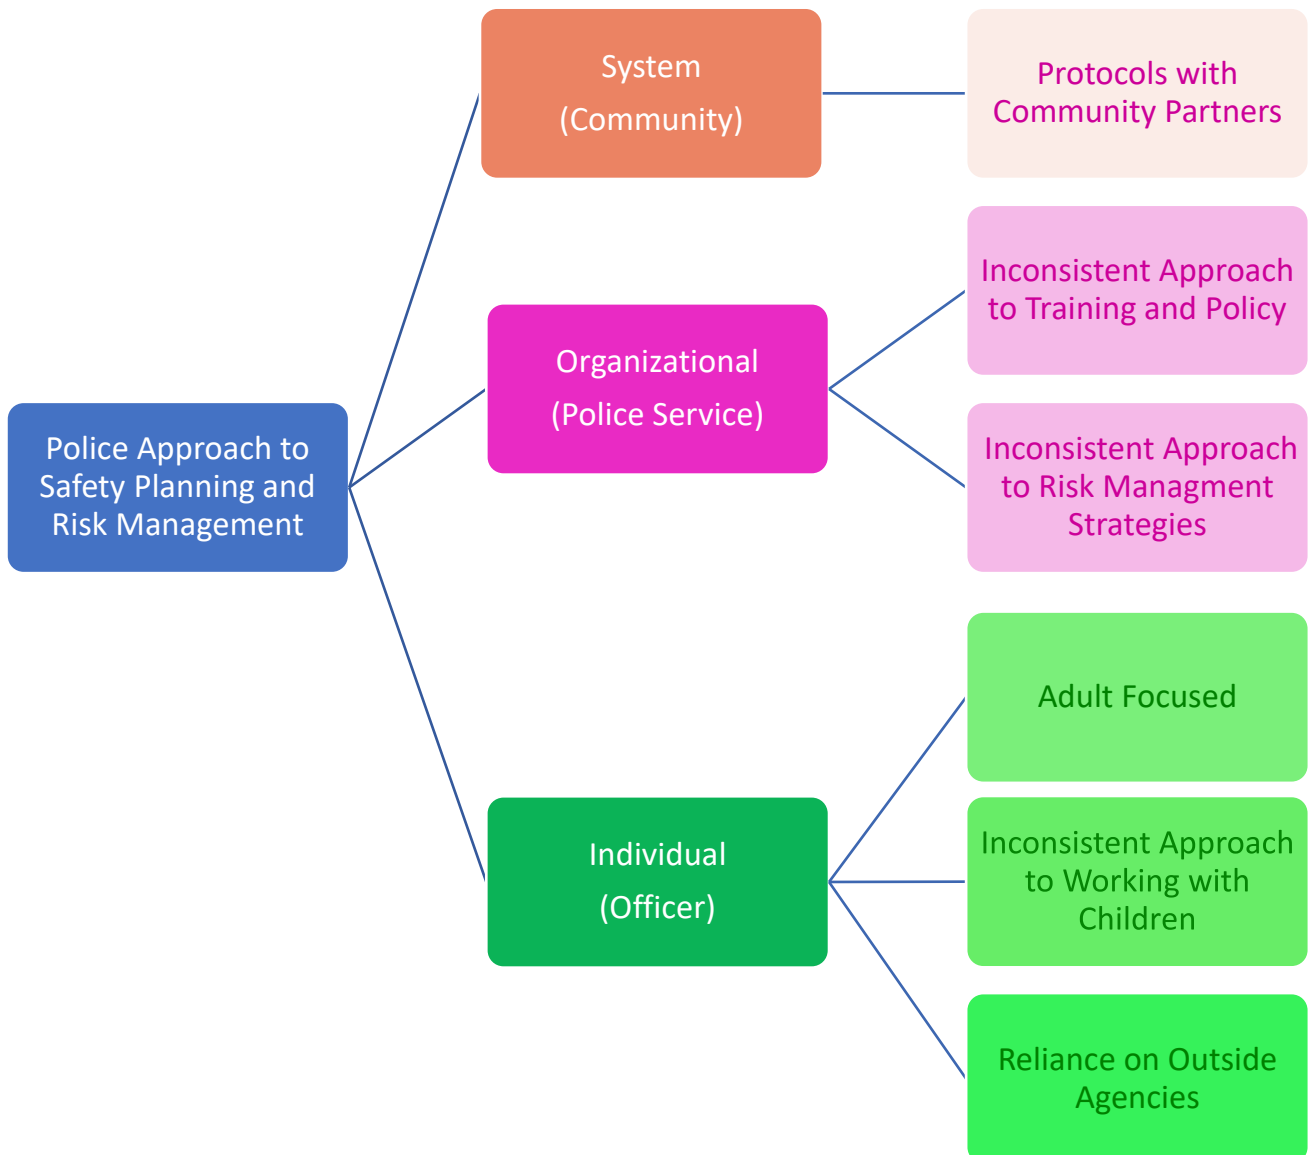 Police Approach to
Safety Planning and
Risk Management
System
(Community)
Protocols with
Community Partners
Organizational
(Police Service)
Inconsistent Approach
to Training and Policy
Inconsistent Approach
to Risk Managment
Strategies
Individual
(Officer)
Adult Focused
Inconsistent Approach
to Working with
Children
Reliance on Outside
Agencies